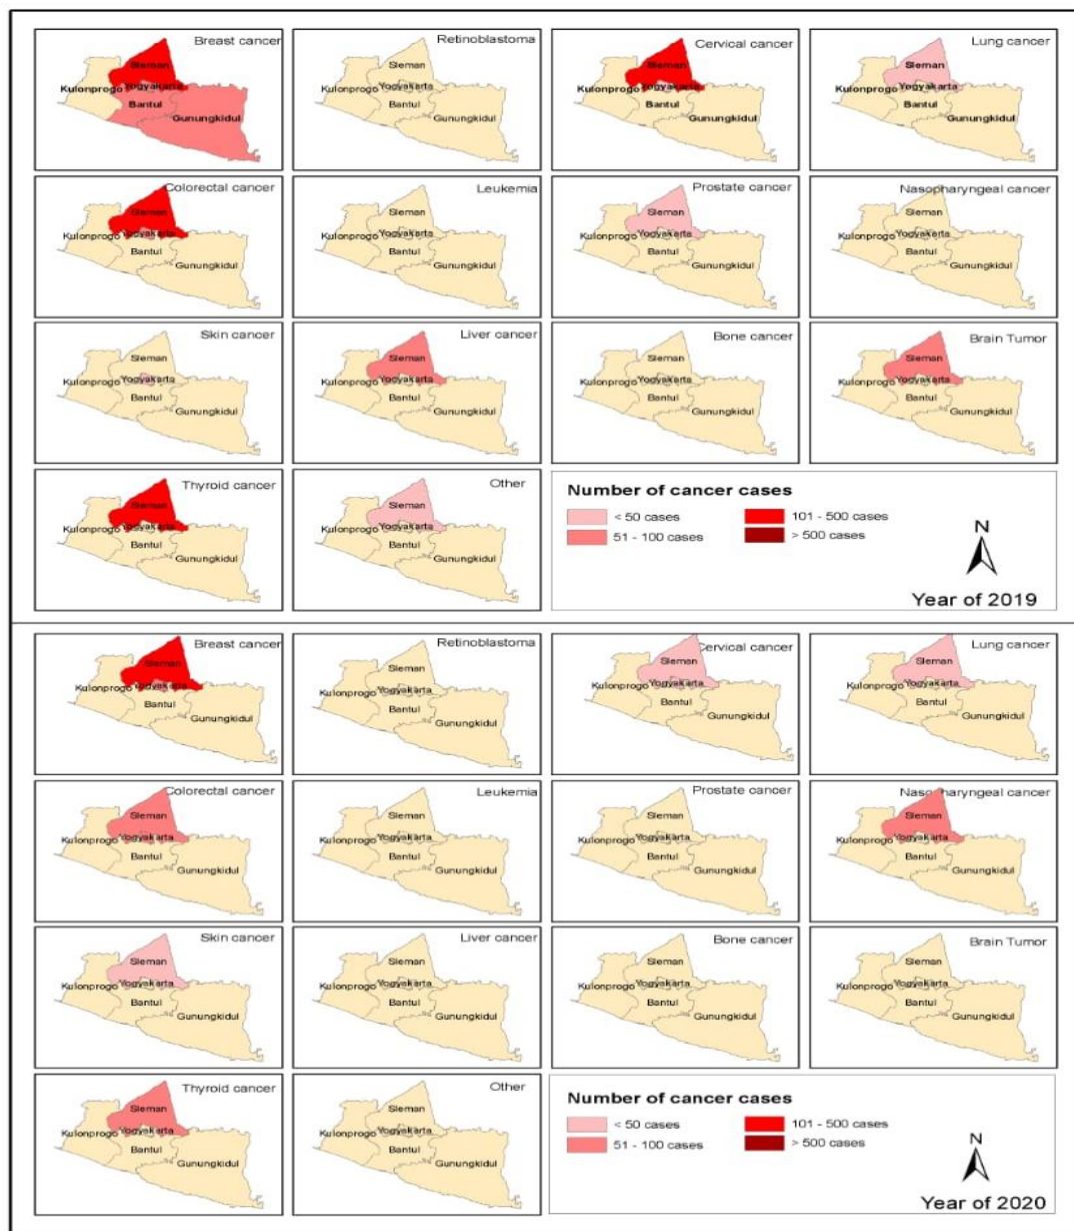 Breast cancer
Sleman
Kulonprogo
Yogyakarta
Bantul
Gunungkidul
Retinoblastoma
Sleman
Kulonprogo
Yogyakarta
Bantul
Gunungkidul
Cervical cancer
Sleman
Kulonprogo
Yogyakarta
Bantul
Gunungkidul
Lung cancer
Sleman
Kulonprogo
Yogyakarta
Bantul
Gunungkidul
Colorectal cancer
Sleman
Kulonprogo
Yogyakarta
Bantul
Gunungkidul
Leukemia
Sleman
Kulonprogo
Yogyakarta
Bantul
Gunungkidul
Prostate cancer
Sleman
Kulonprogo
Yogyakarta
Bantul
Gunungkidul
Nasopharyngeal cancer
Sleman
Kulonprogo
Yogyakarta
Bantul
Gunungkidul
Skin cancer
Sleman
Kulonprogo
Yogyakarta
Bantul
Gunungkidul
Liver cancer
Sleman
Kulonprogo
Yogyakarta
Bantul
Gunungkidul
Bone cancer
Sleman
Kulonprogo
Yogyakarta
Bantul
Gunungkidul
Brain Tumor
Sleman
Kulonprogo
Yogyakarta
Bantul
Gunungkidul
Thyroid cancer
Sleman
Kulonprogo
Yogyakarta
Bantul
Gunungkidul
Other
Sleman
Kulonprogo
Yogyakarta
Bantul
Gunungkidul
Number of cancer cases
< 50 cases
101 - 500 cases
51 - 100 cases
> 500 cases
N
Year of 2019
Breast cancer
Sleman
Kulonprogo
Yogyakarta
Bantul
Gunungkidul
Retinoblastoma
Sleman
Kulonprogo
Yogyakarta
Bantul
Gunungkidul
Cervical cancer
Sleman
Kulonprogo
Yogyakarta
Bantul
Gunungkidul
Lung cancer
Sleman
Kulonprogo
Yogyakarta
Bantul
Gunungkidul
Colorectal cancer
Sleman
Kulonprogo
Yogyakarta
Bantul
Gunungkidul
Leukemia
Sleman
Kulonprogo
Yogyakarta
Bantul
Gunungkidul
Prostate cancer
Sleman
Kulonprogo
Yogyakarta
Bantul
Gunungkidul
Nasopharyngeal cancer
Sleman
Kulonprogo
Yogyakarta
Bantul
Gunungkidul
Skin cancer
Sleman
Kulonprogo
Yogyakarta
Bantul
Gunungkidul
Liver cancer
Sleman
Kulonprogo
Yogyakarta
Bantul
Gunungkidul
Bone cancer
Sleman
Kulonprogo
Yogyakarta
Bantul
Gunungkidul
Brain Tumor
Sleman
Kulonprogo
Yogyakarta
Bantul
Gunungkidul
Thyroid cancer
Sleman
Kulonprogo
Yogyakarta
Bantul
Gunungkidul
Other
Sleman
Kulonprogo
Yogyakarta
Bantul
Gunungkidul
Number of cancer cases
< 50 cases
101 - 500 cases
51 - 100 cases
> 500 cases
N
Year of 2020